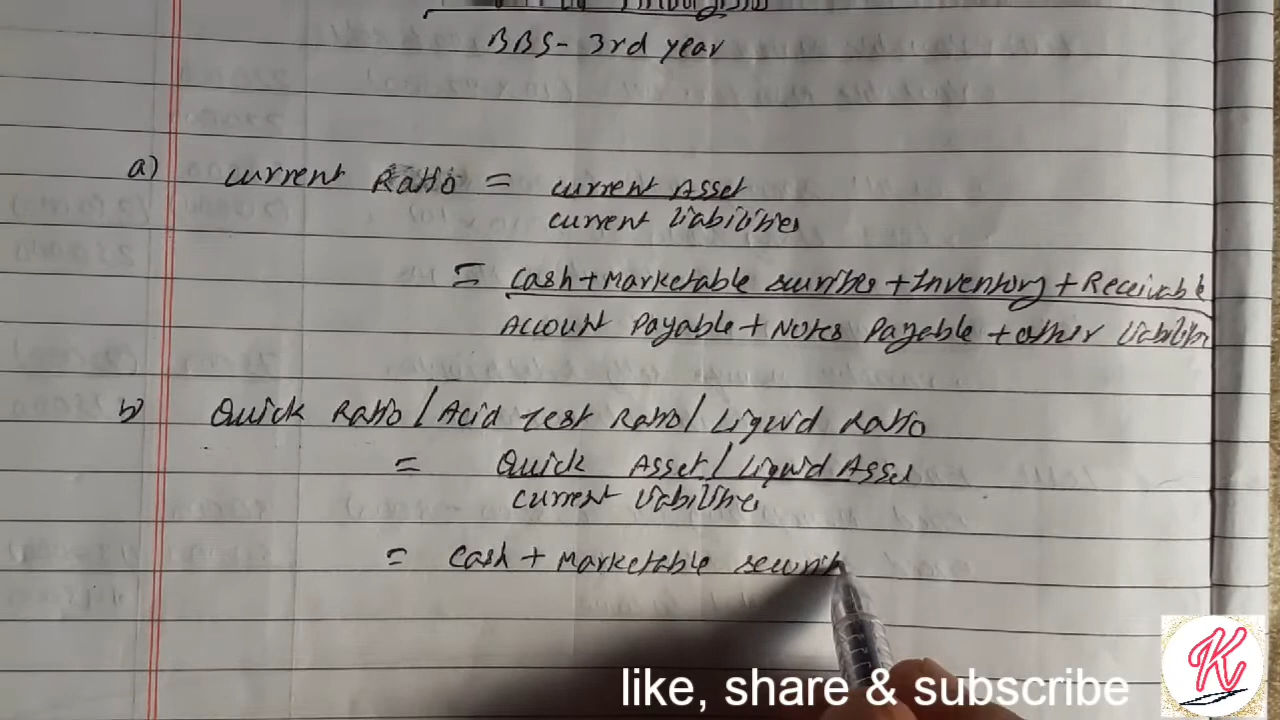 BBS- 3rd year
a) current Ratio = current Asset
current liabilities
= cash + Marketable securities + Inventory + Receivable
Account Payable + Notes Payable + other liabilities
b) Quick Ratio / Acid Test Ratio / Liquid Ratio
= Quick Asset / Liquid Asset
current liabilities
= cash + Marketable securit
like, share & subscribe
K